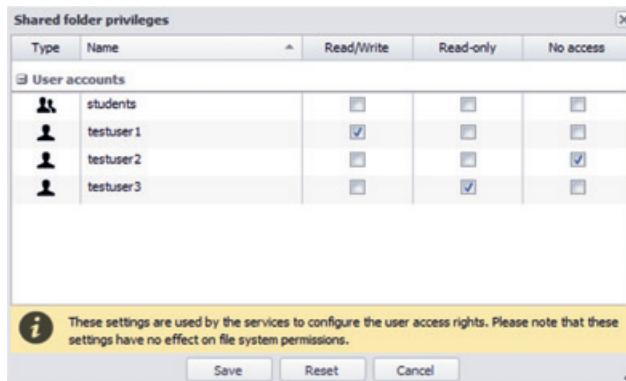 Shared folder privileges
Type Name Read/Write Read-only No access
User accounts
students
testuser1
testuser2
testuser3
These settings are used by the services to configure the user access rights. Please note that these
settings have no effect on file system permissions.
Save Reset Cancel